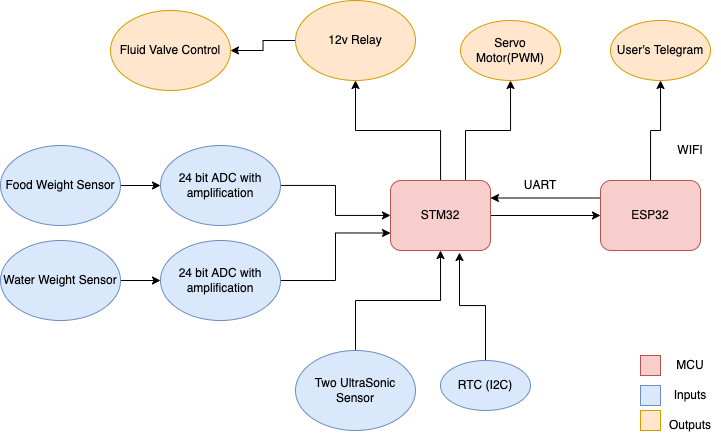 Fluid Valve Control
12v Relay
Servo
Motor(PWM)
User's Telegram
WIFI
Food Weight Sensor
24 bit ADC with
amplification
UART
STM32
ESP32
Water Weight Sensor
24 bit ADC with
amplification
Two UltraSonic
Sensor
RTC (I2C)
MCU
Inputs
Outputs